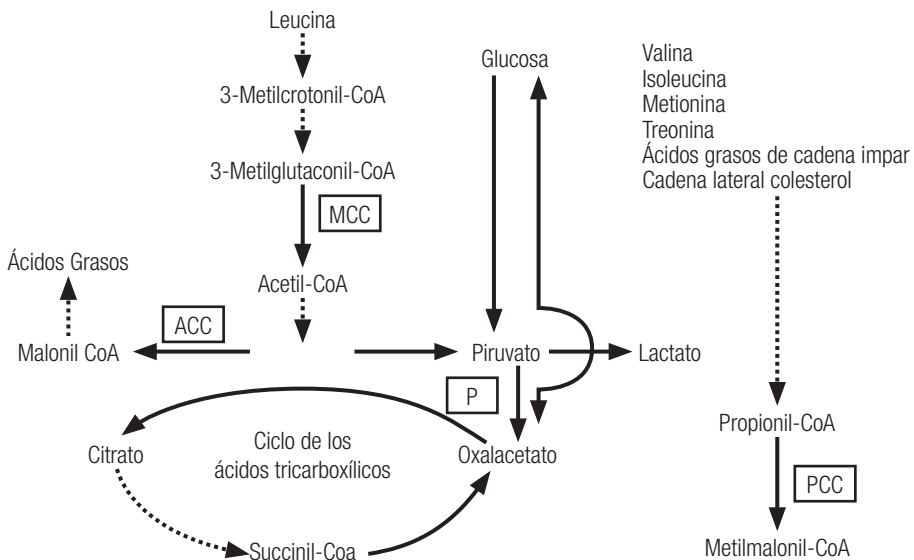 Leucina
3-Metilcrotonil-CoA
3-Metilglutaconil-CoA
MCC
Acetil-CoA
Ácidos Grasos
ACC
Malonil CoA
Glucosa
Piruvato
Lactato
P
Citrato
Ciclo de los
ácidos tricarboxílicos
Oxalacetato
Succinil-Coa
Valina
Isoleucina
Metionina
Treonina
Ácidos grasos de cadena impar
Cadena lateral colesterol
Propionil-CoA
PCC
Metilmalonil-CoA